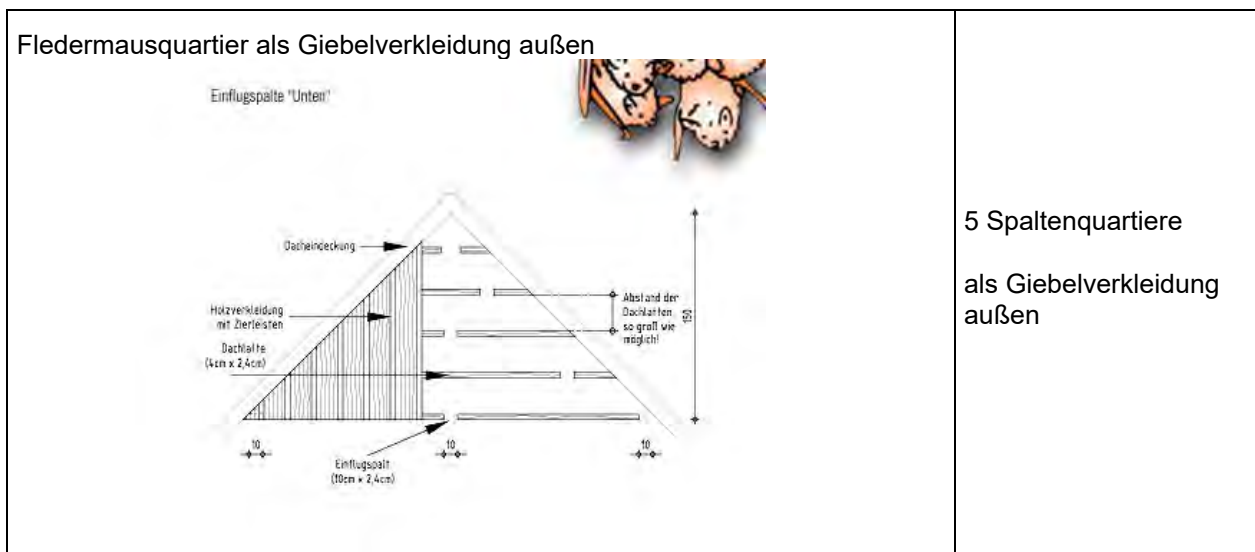 Fledermausquartier als Giebelverkleidung außen
Einflugspalte "Unten"
Dacheindeckung
Holzverkleidung
mit Zierleisten
Dachlatte
(4cm x 2,4cm)
Abstand der
Dachlatten
so groß wie
möglich!
150
10
10
10
Einflugspalt
(10cm x 2,4cm)
5 Spaltenquartiere
als Giebelverkleidung
außen